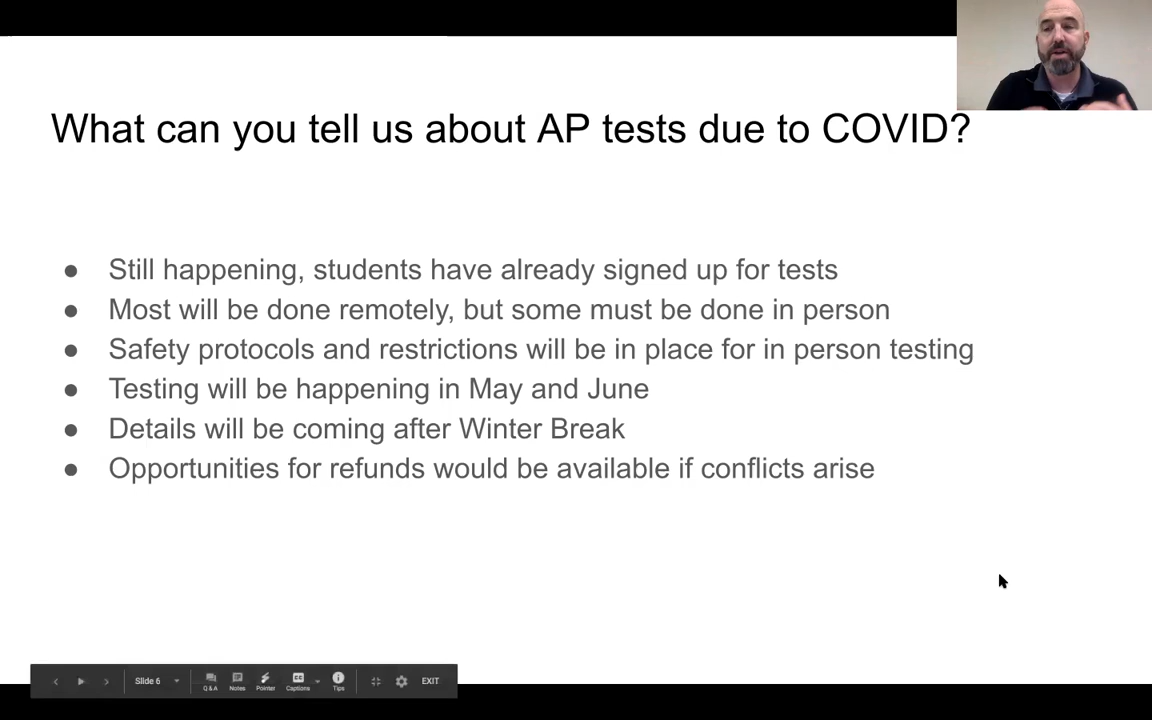 What can you tell us about AP tests due to COVID?
● Still happening, students have already signed up for tests
● Most will be done remotely, but some must be done in person
● Safety protocols and restrictions will be in place for in person testing
● Testing will be happening in May and June
● Details will be coming after Winter Break
● Opportunities for refunds would be available if conflicts arise
Slide 6 Q&A Notes Pointer Captions Tips EXIT